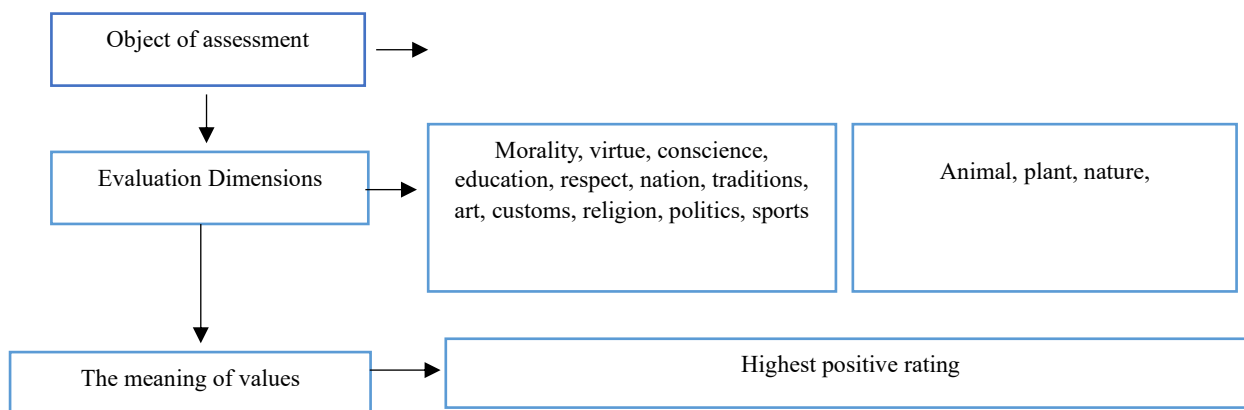 Object of assessment
Evaluation Dimensions
Morality, virtue, conscience,
education, respect, nation, traditions,
art, customs, religion, politics, sports
Animal, plant, nature,
The meaning of values
Highest positive rating